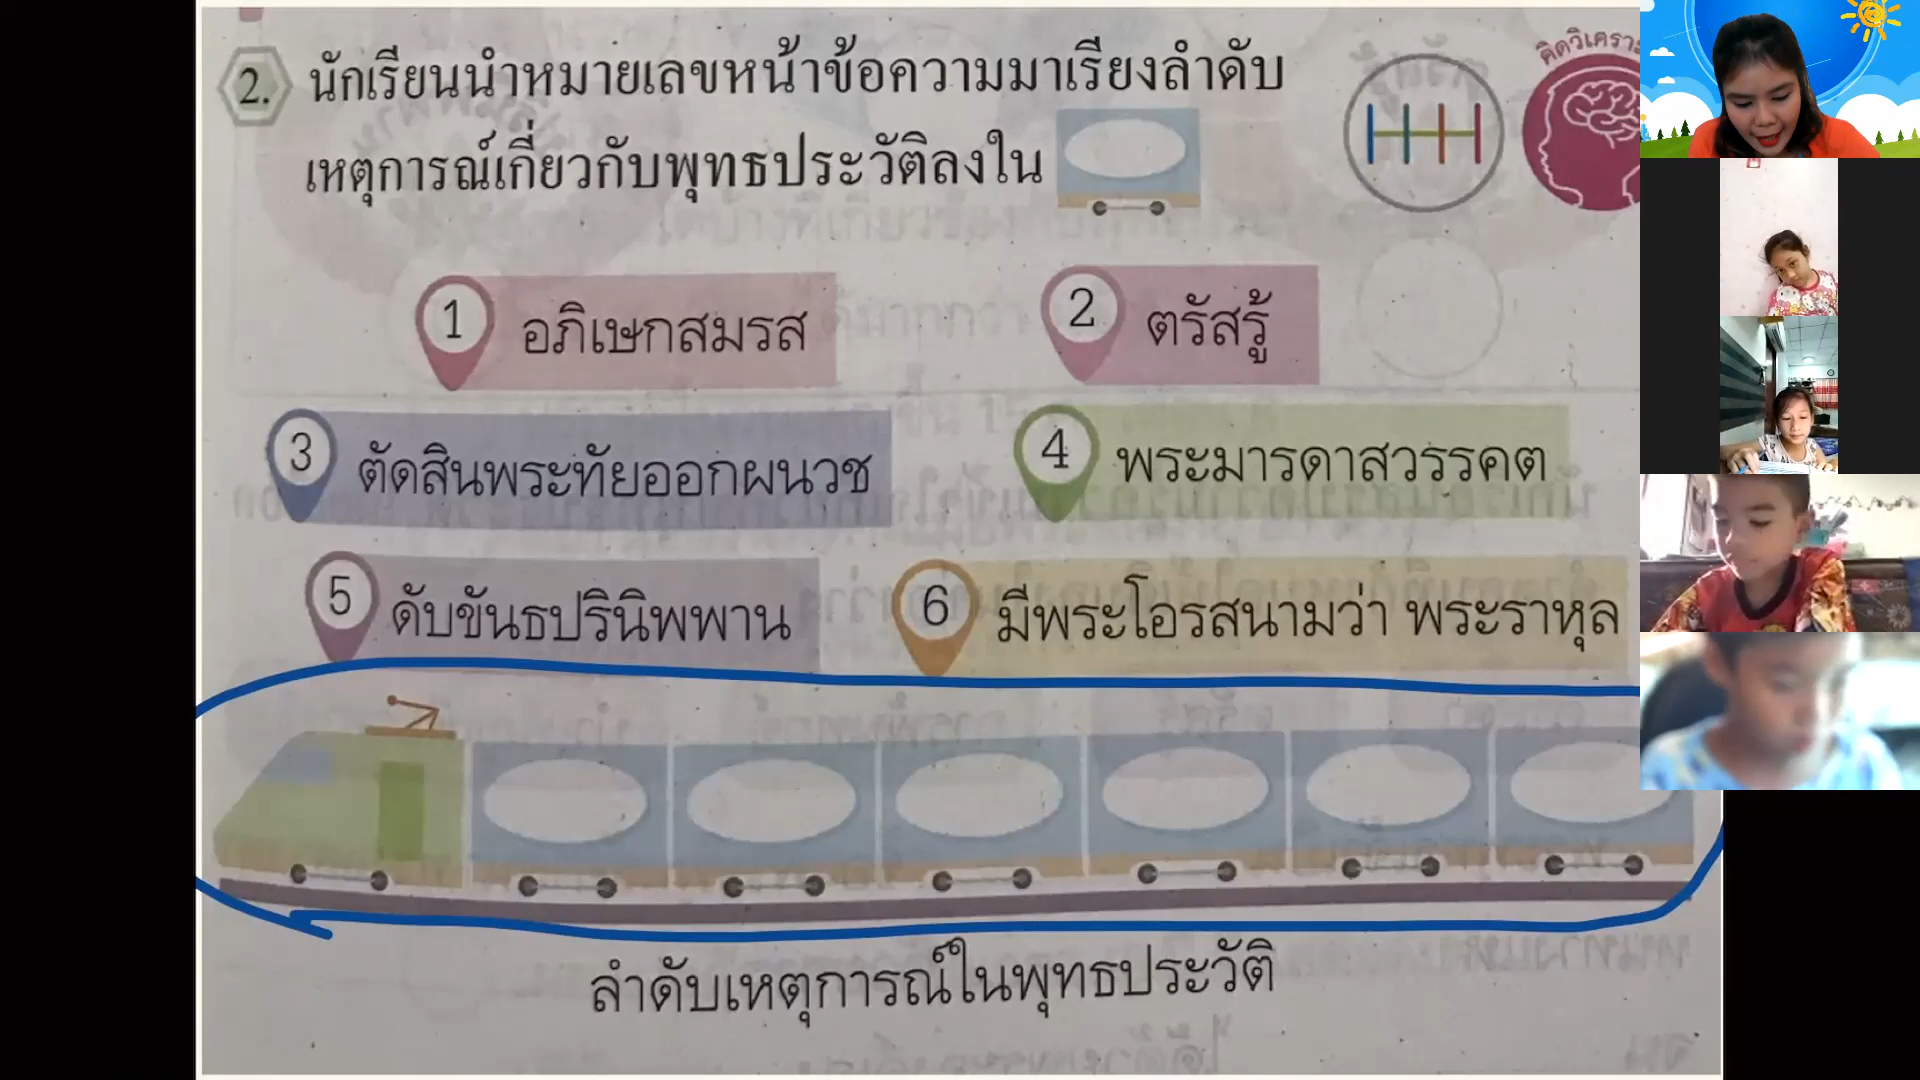 2. นักเรียนนำหมายเลขหน้าข้อความมาเรียงลำดับ
เหตุการณ์เกี่ยวกับพุทธประวัติลงใน
คิดวิเครา
1 อภิเษกสมรส
2 ตรัสรู้
3 ตัดสินพระทัยออกผนวช
4 พระมารดาสวรรคต
5 ดับขันธปรินิพพาน
6 มีพระโอรสนามว่า พระราหุล
ลำดับเหตุการณ์ในพุทธประวัติ